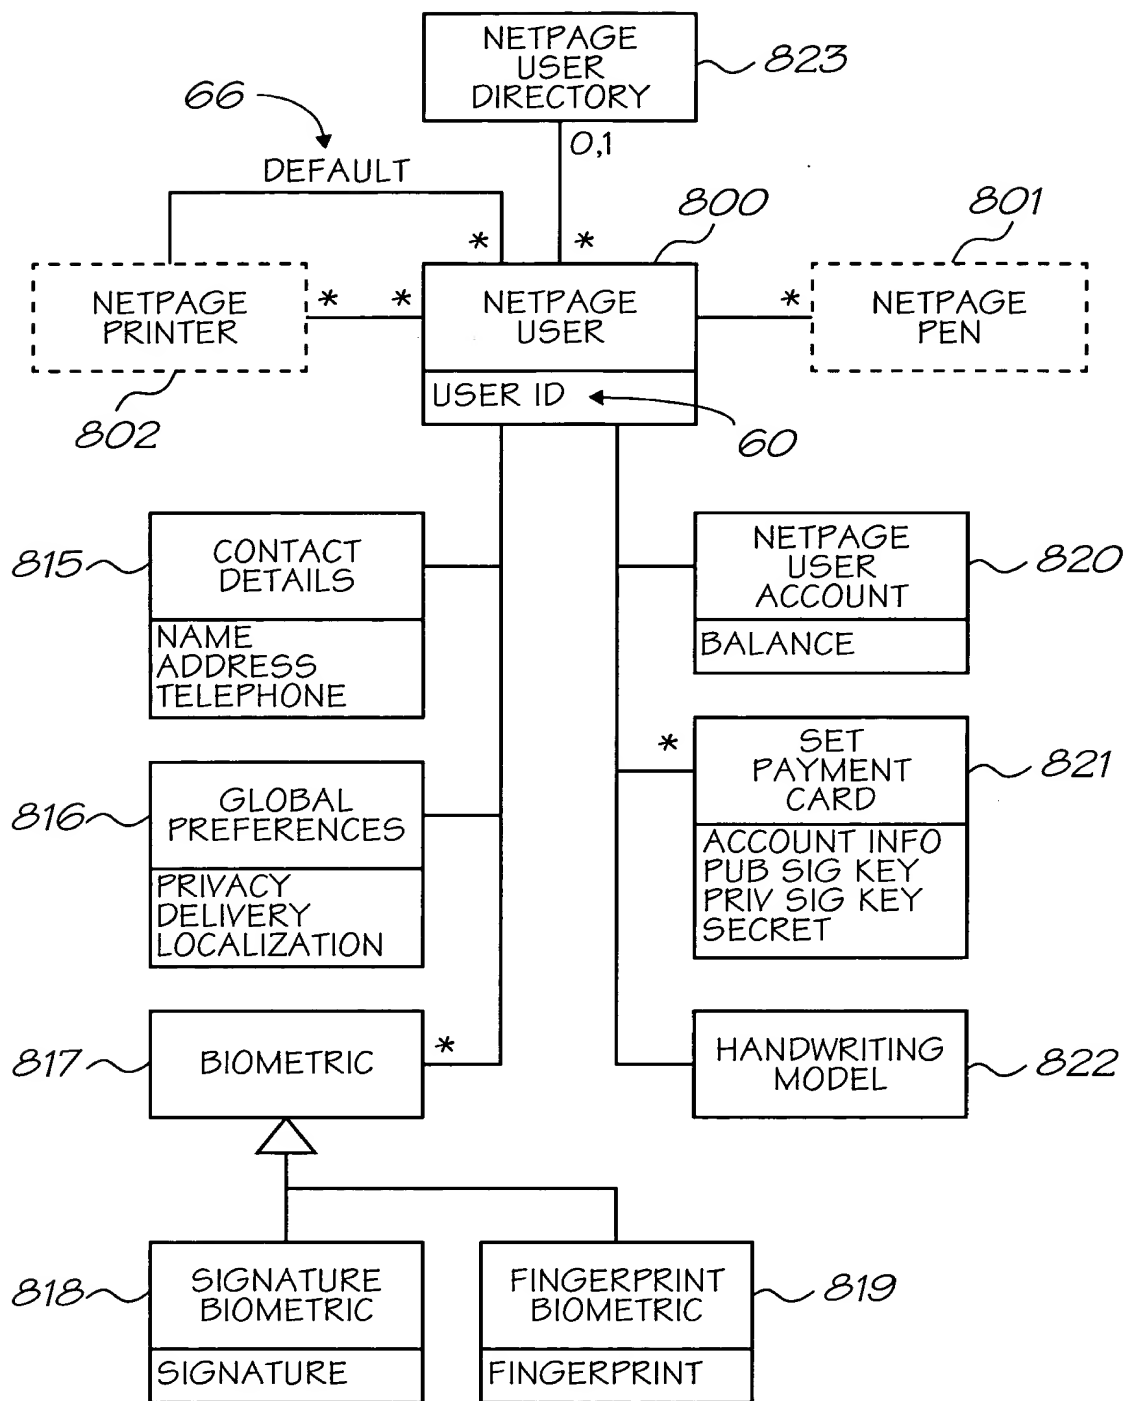 NETPAGE
USER
DIRECTORY
823
66
0,1
DEFAULT
800
801
*
*
NETPAGE
PRINTER
*
*
NETPAGE
USER
*
NETPAGE
PEN
802
USER ID
60
815
CONTACT
DETAILS
NAME
ADDRESS
TELEPHONE
NETPAGE
USER
ACCOUNT
820
BALANCE
816
GLOBAL
PREFERENCES
PRIVACY
DELIVERY
LOCALIZATION
*
SET
PAYMENT
CARD
821
ACCOUNT INFO
PUB SIG KEY
PRIV SIG KEY
SECRET
817
BIOMETRIC
*
HANDWRITING
MODEL
822
818
SIGNATURE
BIOMETRIC
SIGNATURE
FINGERPRINT
BIOMETRIC
819
FINGERPRINT